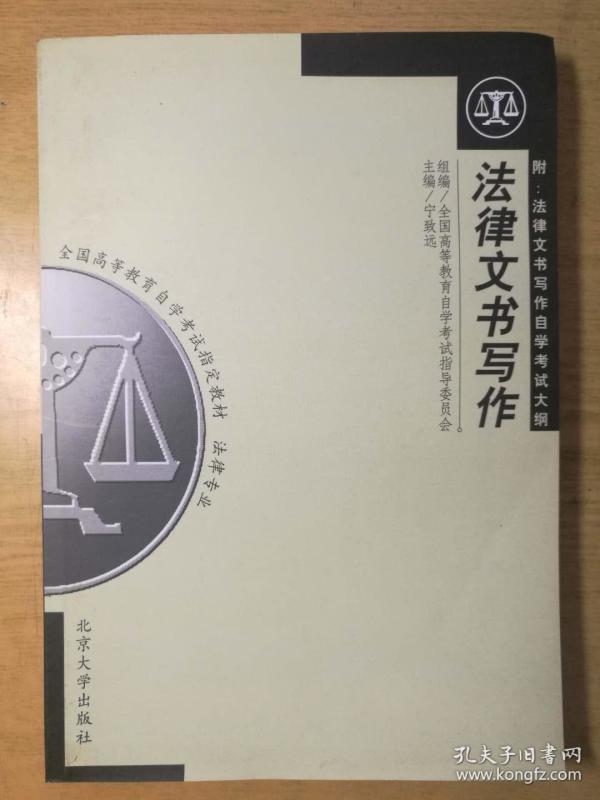 附：法律文书写作自学考试大纲
法律文书写作
组编/全国高等教育自学考试指导委员会
主编/宁致远
全国高等教育自学考试指定教材 法律专业
北京大学出版社
孔夫子旧书网
www.kongfz.com